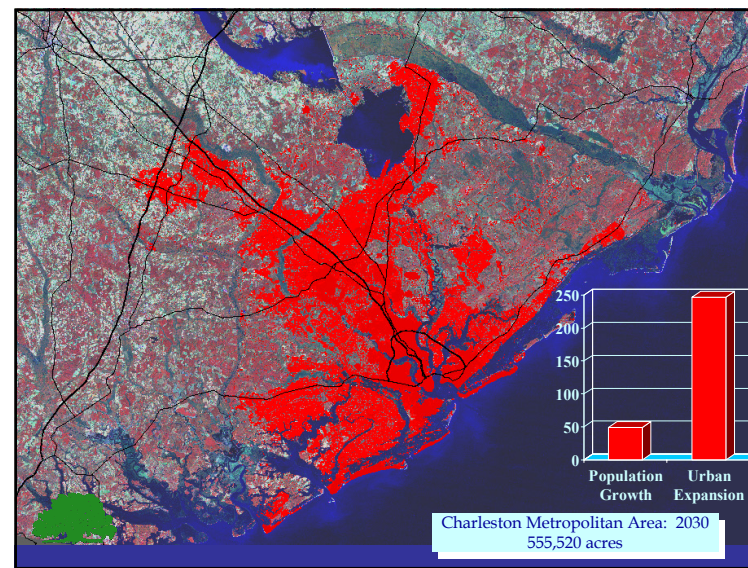 250
200
150
100
50
0
Population Growth
Urban Expansion
Charleston Metropolitan Area:  2030
555,520 acres